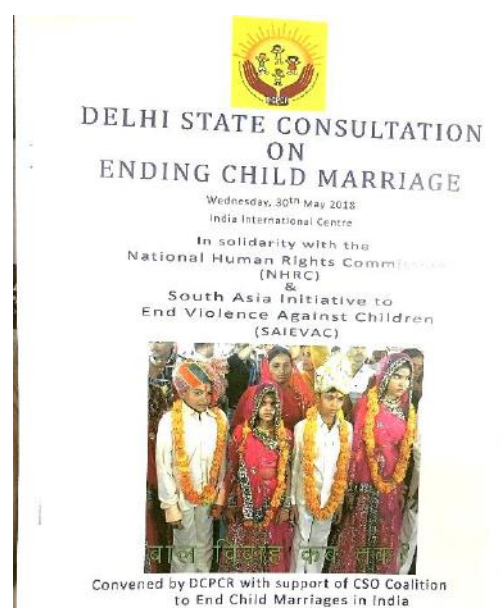 DCPCR
DELHI STATE CONSULTATION
ON
ENDING CHILD MARRIAGE
Wednesday, 30th May 2018
India International Centre
In solidarity with the
National Human Rights
(NHRC)
&
South Asia Initiative to
End Violence Against Children
(SAIEVAC)
बाल विवाह कब तक ?
Convened by DCPCR with support of CSO Coalition
to End Child Marriages in India